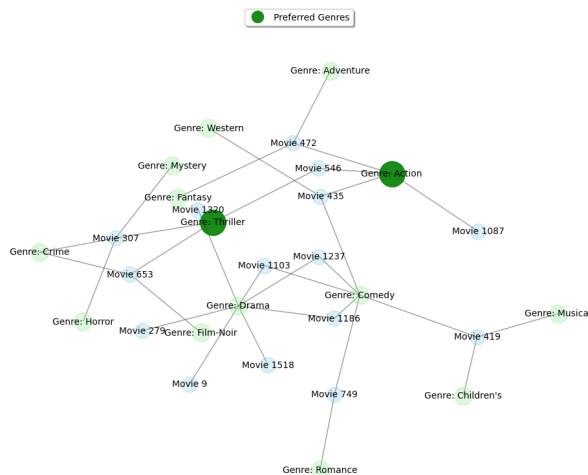 Preferred Genres
Genre: Adventure
Genre: Western
Movie 472
Genre: Mystery
Movie 546
Genre: Action
Genre: Fantasy
Movie 435
Movie 1320
Genre: Thriller
Movie 1087
Movie 307
Genre: Crime
Movie 1237
Movie 1103
Movie 653
Genre: Comedy
Genre: Drama
Genre: Horror
Movie 1186
Movie 279
Genre: Film-Noir
Genre: Musica
Movie 419
Movie 1518
Movie 9
Movie 749
Genre: Children's
Genre: Romance